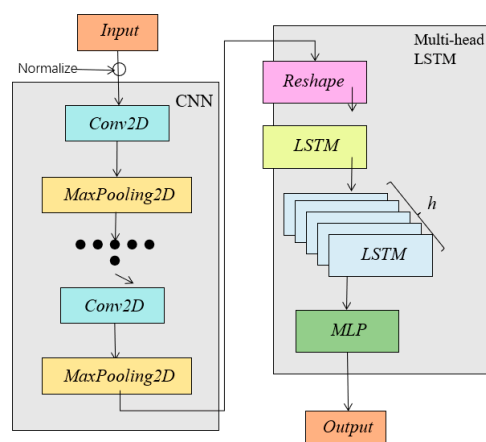 Input
Normalize
CNN
Conv2D
MaxPooling2D
Conv2D
MaxPooling2D
Multi-head
LSTM
Reshape
LSTM
h
LSTM
MLP
Output